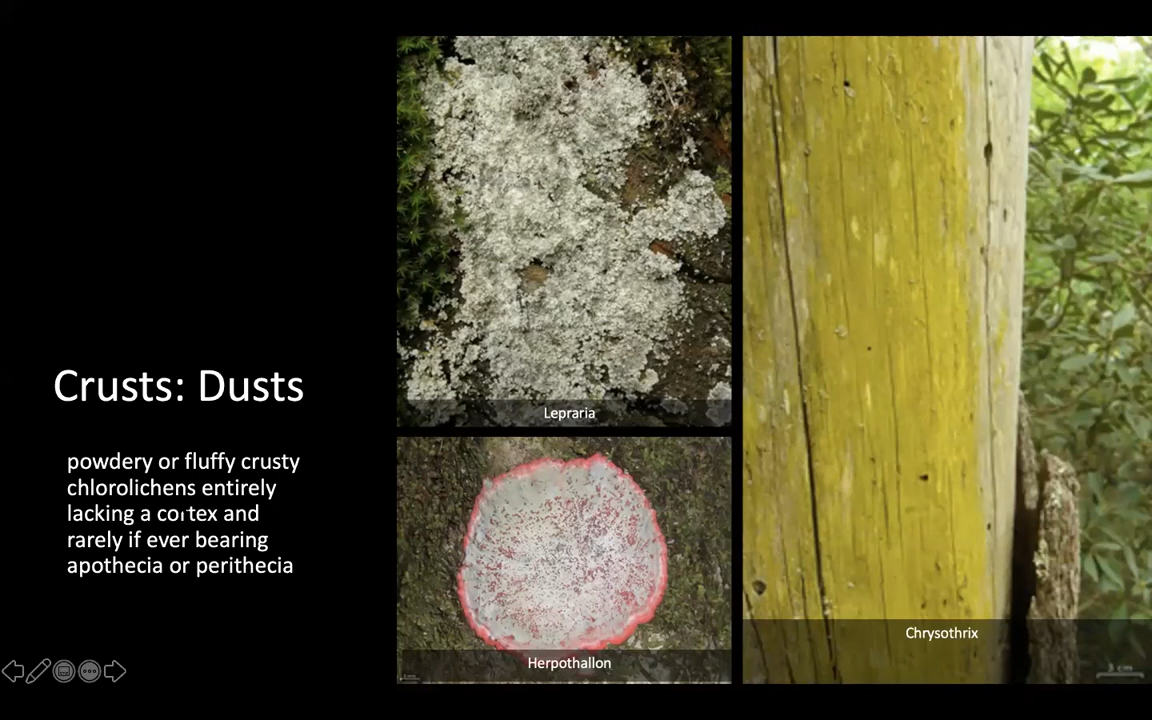 Crusts: Dusts
powdery or fluffy crusty
chlorolichens entirely
lacking a cortex and
rarely if ever bearing
apothecia or perithecia
Lepraria
Herpothallon
Chrysothrix